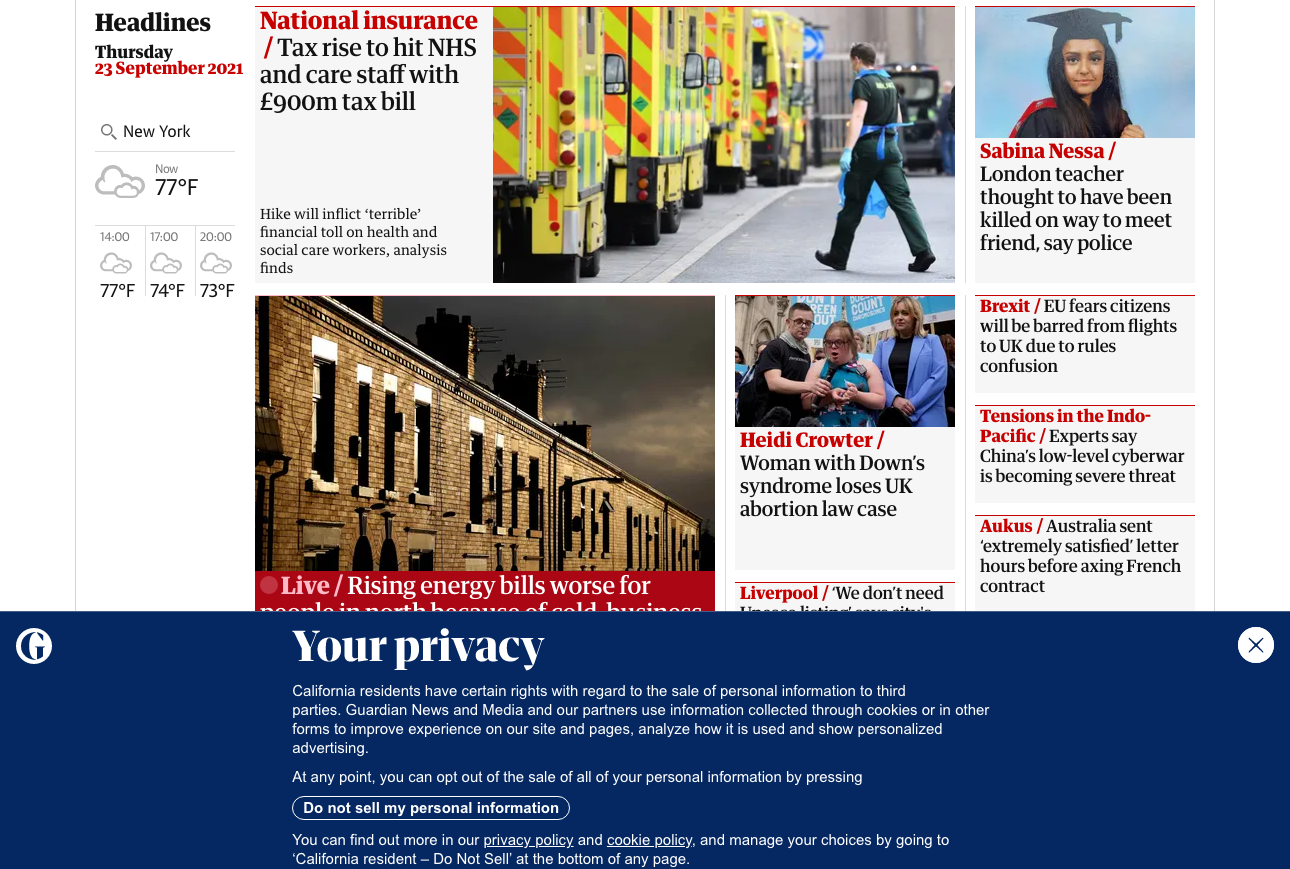 Headlines
Thursday
23 September 2021
New York
Now
77°F
14:00
17:00
20:00
77°F
74°F
73°F
National insurance
/ Tax rise to hit NHS
and care staff with
£900m tax bill
Hike will inflict ‘terrible’
financial toll on health and
social care workers, analysis
finds
Sabina Nessa /
London teacher
thought to have been
killed on way to meet
friend, say police
Live / Rising energy bills worse for
people in north because of cold, business
COUNT
Heidi Crowter /
Woman with Down’s
syndrome loses UK
abortion law case
Liverpool / ‘We don’t need
Unesco listing’ says city’s
Brexit / EU fears citizens
will be barred from flights
to UK due to rules
confusion
Tensions in the Indo-
Pacific / Experts say
China’s low-level cyberwar
is becoming severe threat
Aukus / Australia sent
‘extremely satisfied’ letter
hours before axing French
contract
G
Your privacy
California residents have certain rights with regard to the sale of personal information to third
parties. Guardian News and Media and our partners use information collected through cookies or in other
forms to improve experience on our site and pages, analyze how it is used and show personalized
advertising.
At any point, you can opt out of the sale of all of your personal information by pressing
Do not sell my personal information
You can find out more in our privacy policy and cookie policy, and manage your choices by going to
‘California resident – Do Not Sell’ at the bottom of any page.